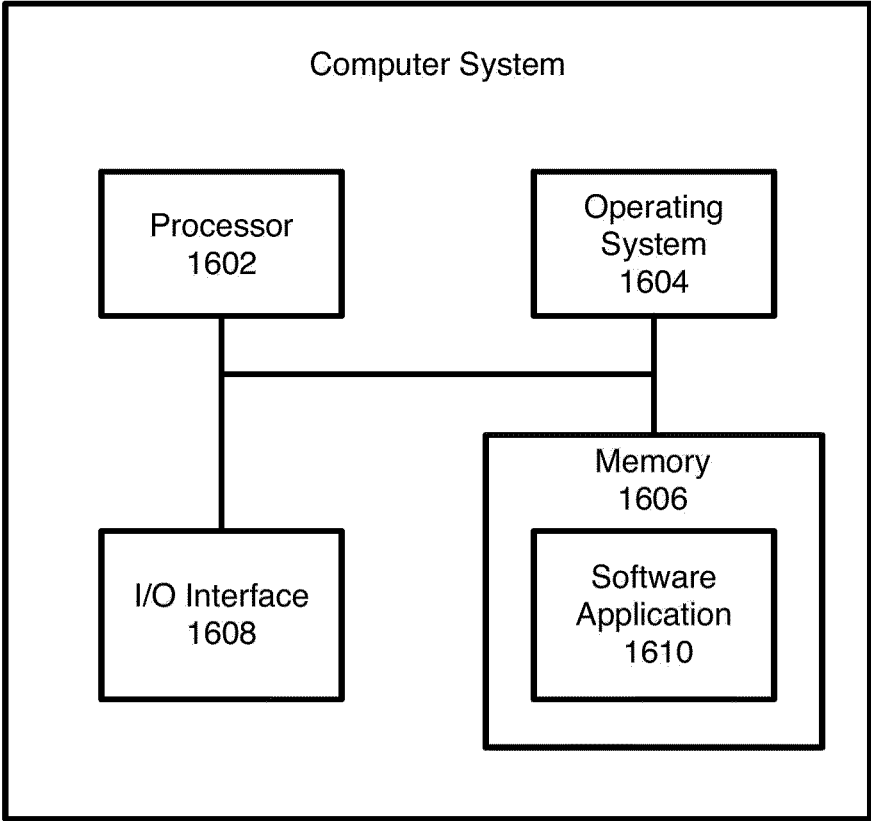 Computer System
Processor
1602
Operating
System
1604
Memory
1606
I/O Interface
1608
Software
Application
1610